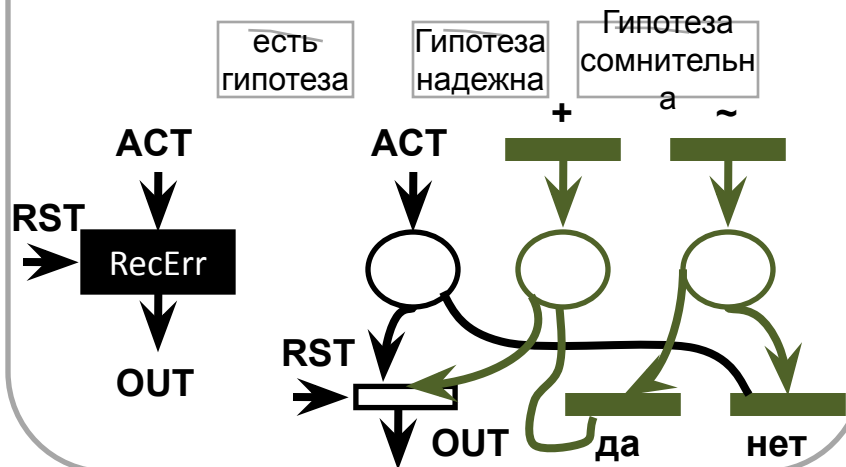 есть
гипотеза
Гипотеза
надежна
Гипотеза
сомнительн
а
+
~
ACT
ACT
RST
RecErr
RST
OUT
OUT
да
нет